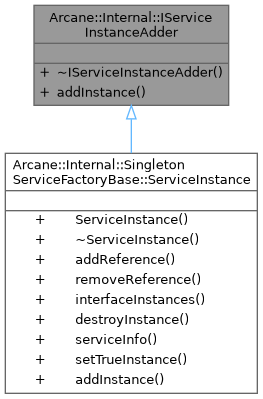 Arcane::Internal::IService
InstanceAdder
+ ~IServiceInstanceAdder()
+ addInstance()
Arcane::Internal::Singleton
ServiceFactoryBase::ServiceInstance
+ ServiceInstance()
+ ~ServiceInstance()
+ addReference()
+ removeReference()
+ interfaceInstances()
+ destroyInstance()
+ serviceInfo()
+ setTrueInstance()
+ addInstance()